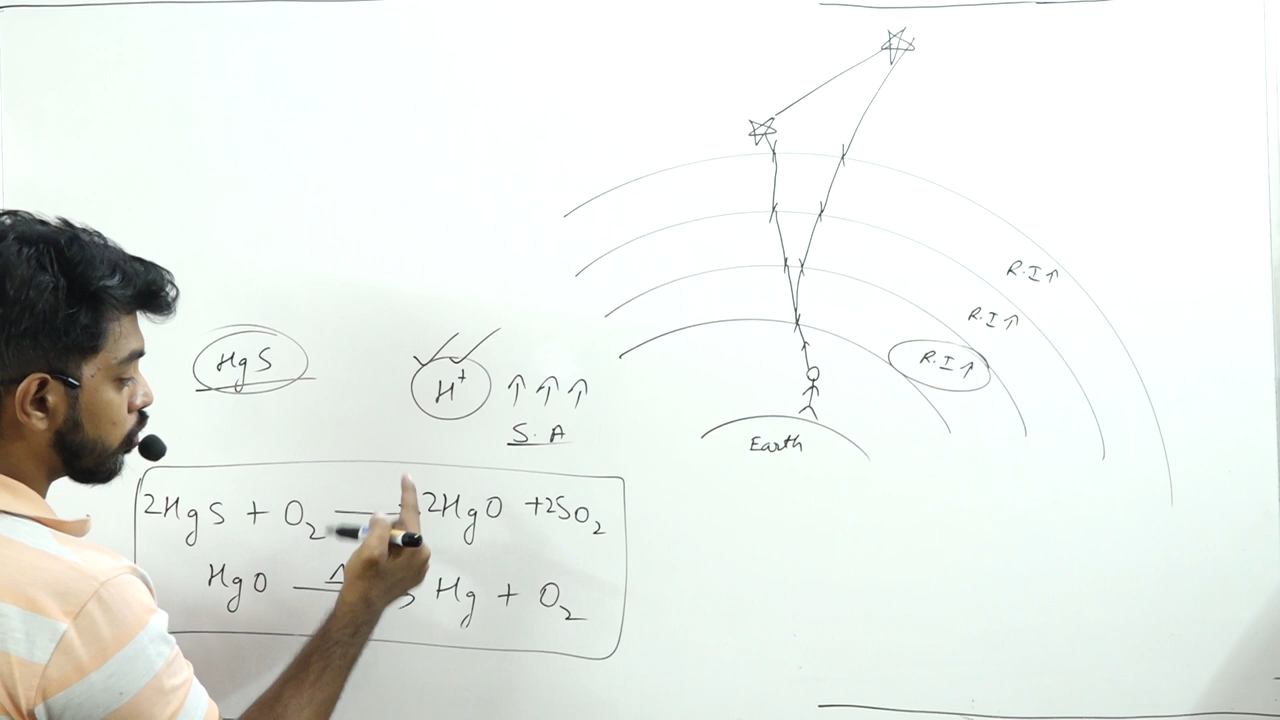 HgS
H⁺ ↑ ↑ ↑
S.A
2HgS + O₂ → 2HgO + 2SO₂
HgO Δ→ Hg + O₂
R.I↑
R.I↑
R.I↑
Earth